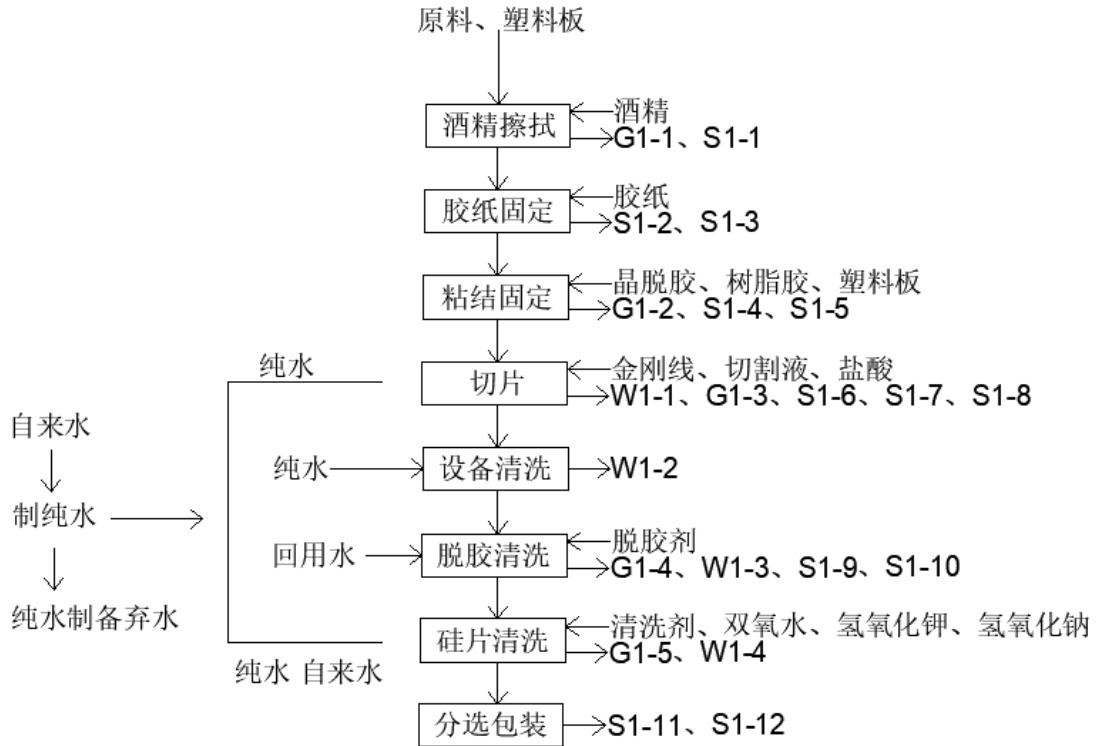 原料、塑料板
酒精擦拭
酒精
G1-1、S1-1
胶纸固定
胶纸
S1-2、S1-3
粘结固定
晶脱胶、树脂胶、塑料板
G1-2、S1-4、S1-5
纯水
切片
金刚线、切割液、盐酸
W1-1、G1-3、S1-6、S1-7、S1-8
自来水
纯水
设备清洗
W1-2
制纯水
回用水
脱胶清洗
脱胶剂
G1-4、W1-3、S1-9、S1-10
纯水制备弃水
硅片清洗
清洗剂、双氧水、氢氧化钾、氢氧化钠
G1-5、W1-4
纯水 自来水
分选包装
S1-11、S1-12